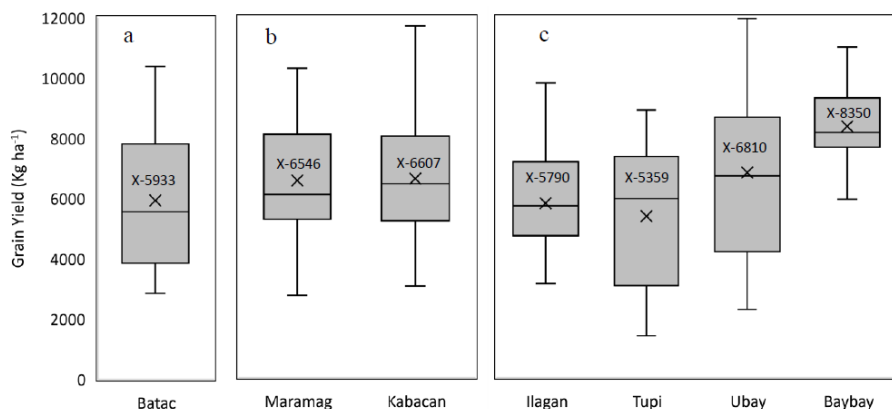 a
b
c
Grain Yield (Kg ha⁻¹)
12000
10000
8000
6000
4000
2000
0
X-5933
X-6546
X-6607
X-5790
X-5359
X-6810
X-8350
Batac
Maramag
Kabacan
Ilagan
Tupi
Ubay
Baybay